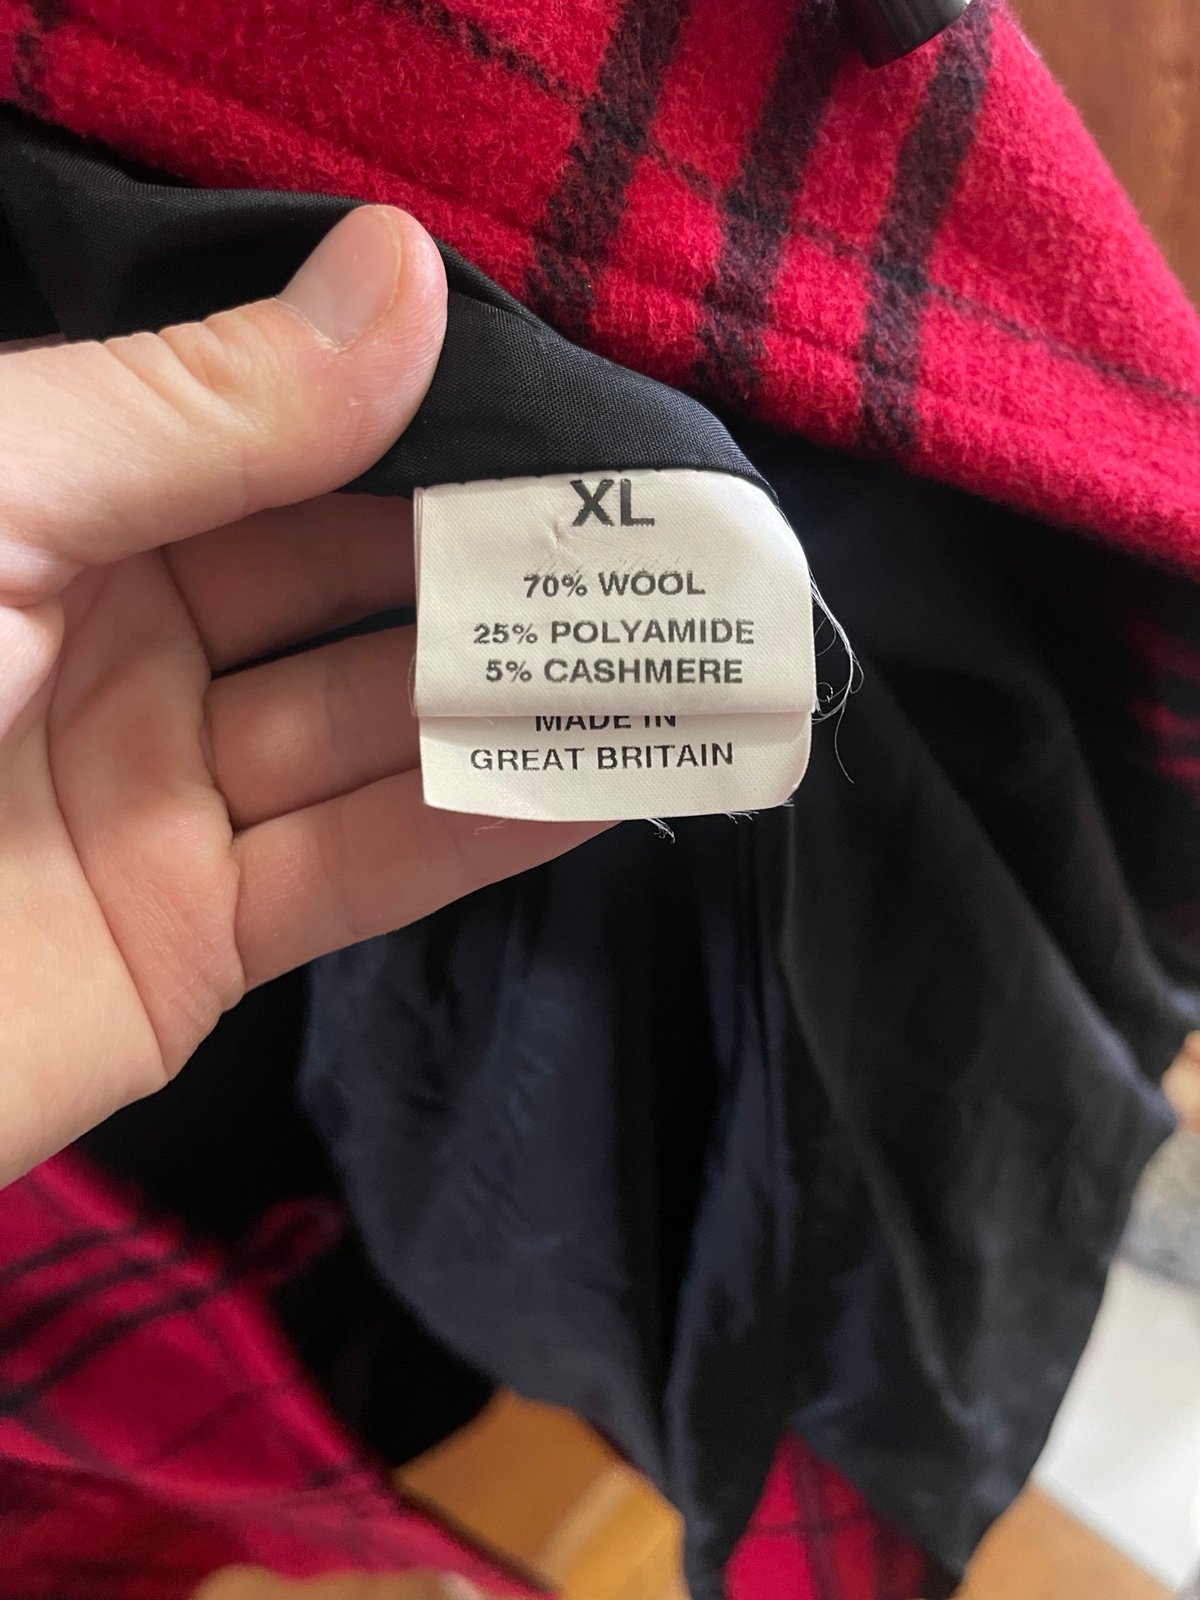 XL
70% WOOL
25% POLYAMIDE
5% CASHMERE
MADE IN
GREAT BRITAIN